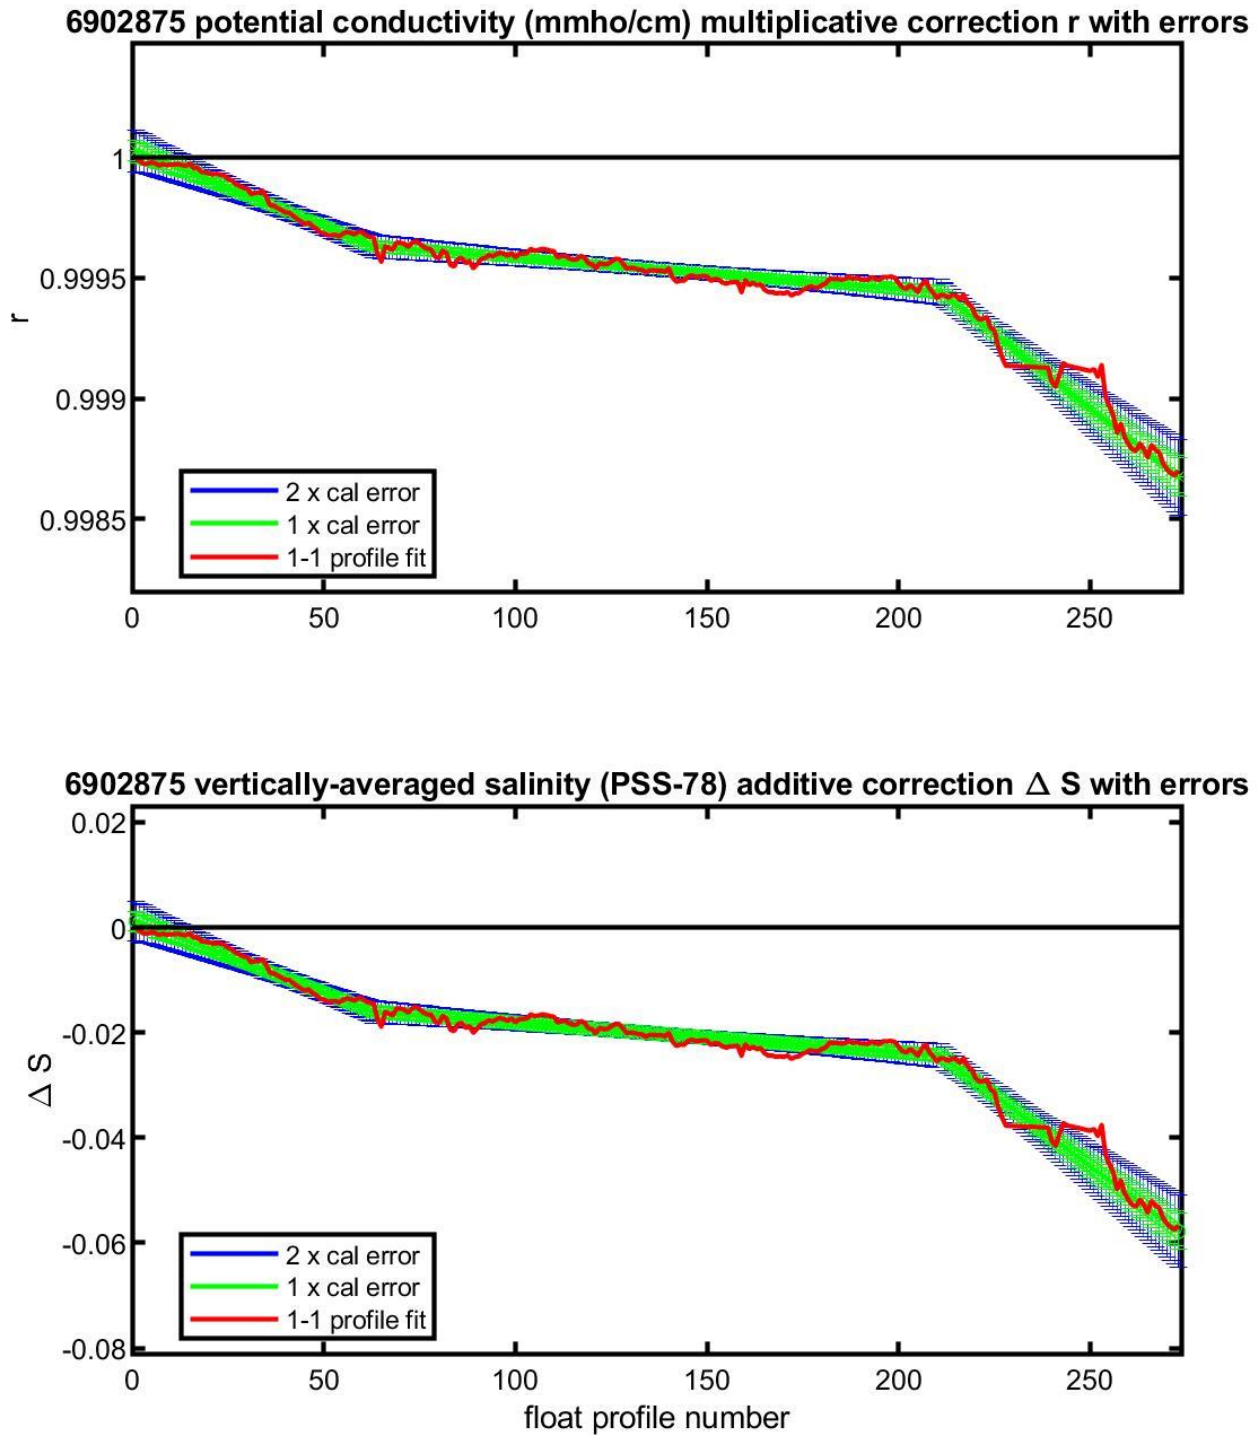 6902875 potential conductivity (mmho/cm) multiplicative correction r with errors
1
0.9995
0.999
0.9985
r
2 x cal error
1 x cal error
1-1 profile fit
0 50 100 150 200 250
6902875 vertically-averaged salinity (PSS-78) additive correction Δ S with errors
0.02
0
-0.02
-0.04
-0.06
-0.08
Δ S
2 x cal error
1 x cal error
1-1 profile fit
0 50 100 150 200 250
float profile number